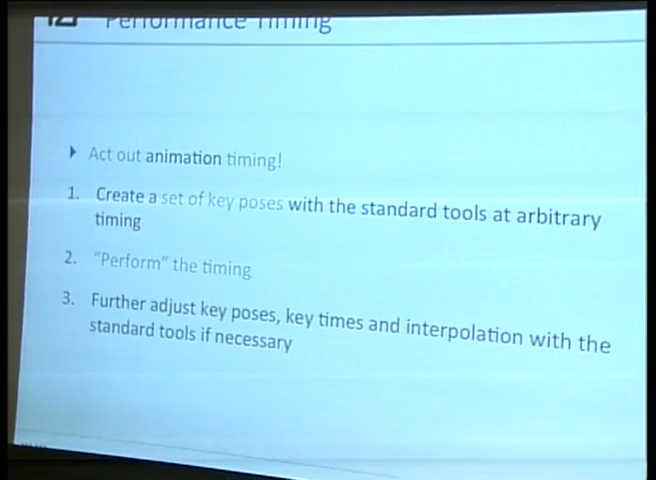 Performance Timing
Act out animation timing!
1. Create a set of key poses with the standard tools at arbitrary
timing
2. "Perform" the timing
3. Further adjust key poses, key times and interpolation with the
standard tools if necessary